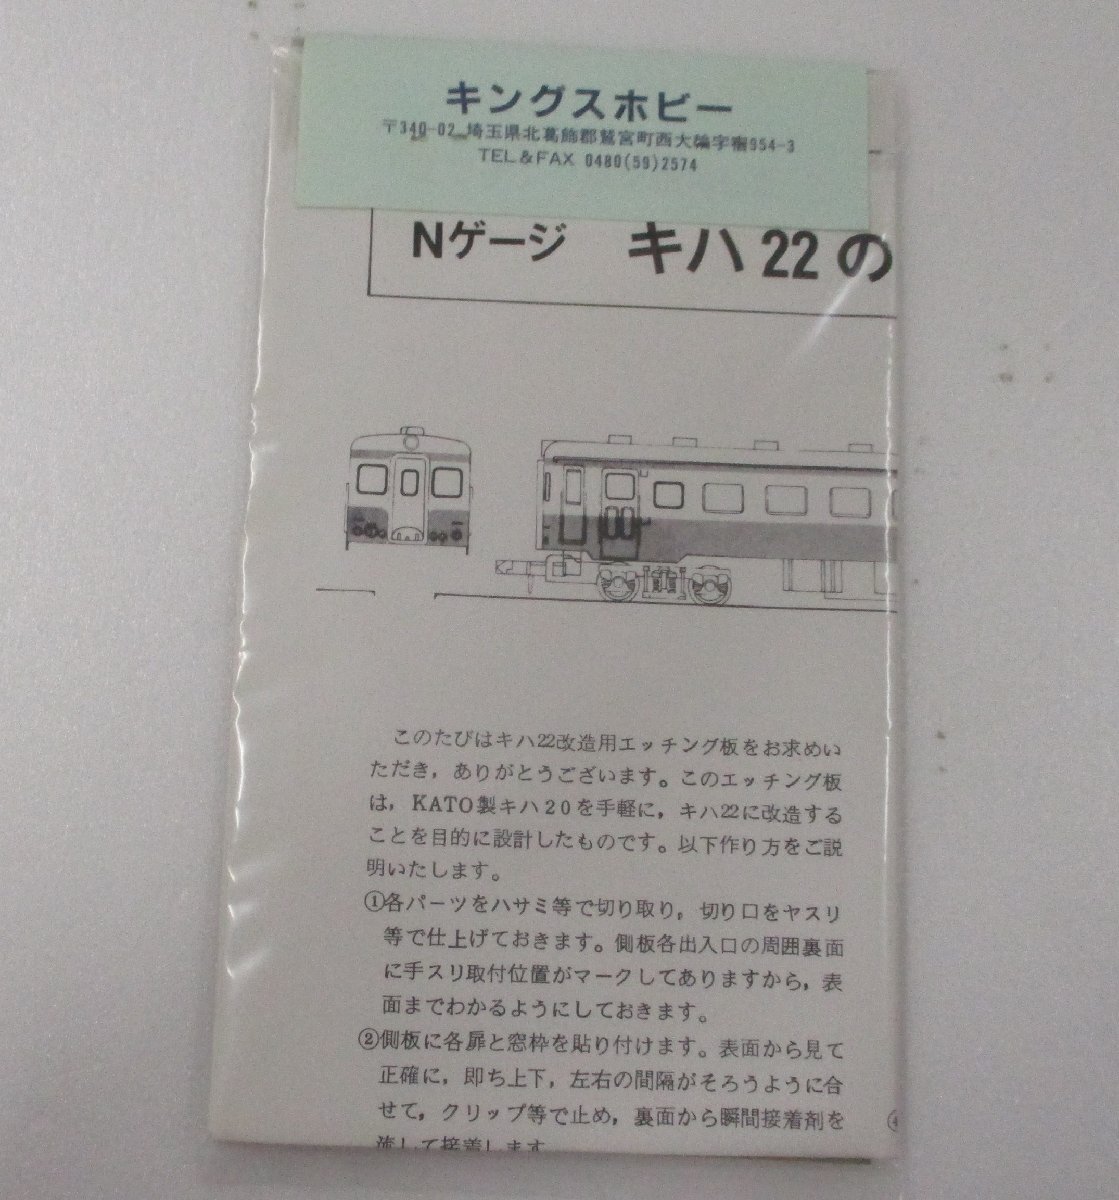 キングスホビー
〒340-02 埼玉県北葛飾郡鷲宮町西大輪字宿954-3
TEL&FAX 0480(59)2574
Nゲージ キハ22の
このたびはキハ22改造用エッチング板をお求めい
ただき，ありがとうございます。このエッチング板
は，KATO製キハ20を手軽に，キハ22に改造する
ことを目的に設計したものです。以下作り方をご説
明いたします。
①各パーツをハサミ等で切り取り，切り口をヤスリ
等で仕上げておきます。側板各出入口の周囲裏面
に手スリ取付位置がマークしてありますから，表
面までわかるようにしておきます。
②側板に各扉と窓枠を貼り付けます。表面から見て
正確に，即ち上下，左右の間隔がそろうように合
せて，クリップ等で止め，裏面から瞬間接着剤を
流して接着します